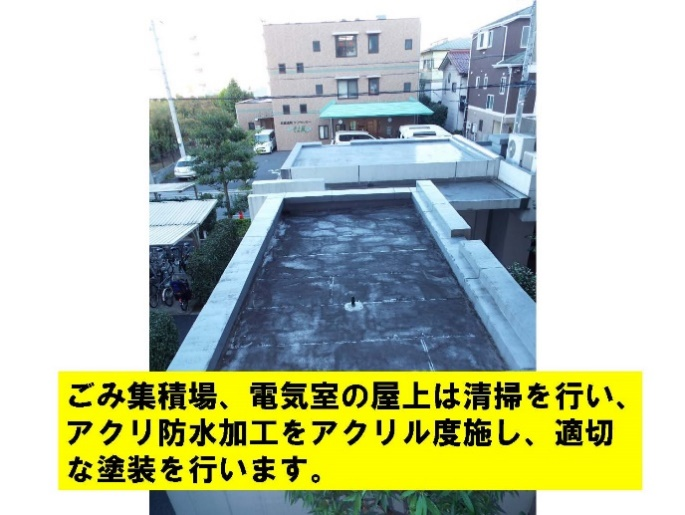 ごみ集積場、電気室の屋上は清掃を行い、
アクリ防水加工をアクリル度施し、適切
な塗装を行います。